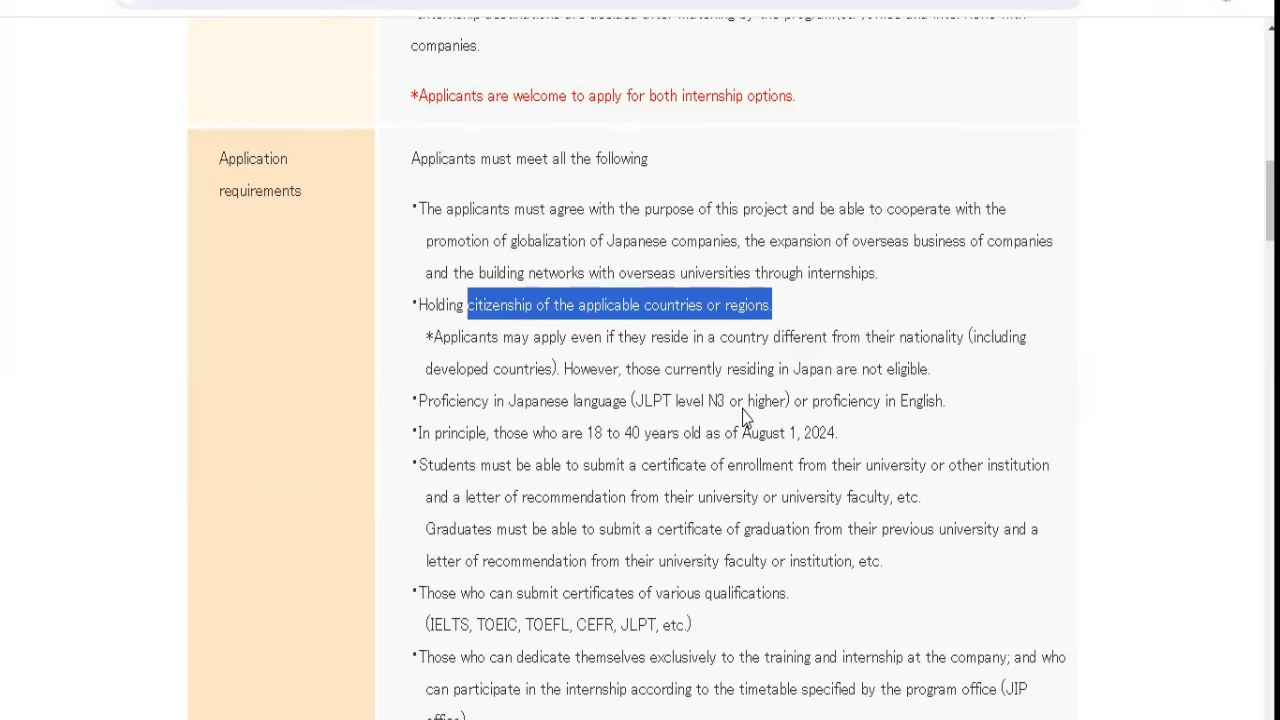 companies.
*Applicants are welcome to apply for both internship options.
Application
requirements
Applicants must meet all the following
・The applicants must agree with the purpose of this project and be able to cooperate with the
promotion of globalization of Japanese companies, the expansion of overseas business of companies
and the building networks with overseas universities through internships.
・Holding citizenship of the applicable countries or regions.
*Applicants may apply even if they reside in a country different from their nationality (including
developed countries). However, those currently residing in Japan are not eligible.
・Proficiency in Japanese language (JLPT level N3 or higher) or proficiency in English.
・In principle, those who are 18 to 40 years old as of August 1, 2024.
・Students must be able to submit a certificate of enrollment from their university or other institution
and a letter of recommendation from their university or university faculty, etc.
Graduates must be able to submit a certificate of graduation from their previous university and a
letter of recommendation from their university faculty or institution, etc.
・Those who can submit certificates of various qualifications.
(IELTS, TOEIC, TOEFL, CEFR, JLPT, etc.)
・Those who can dedicate themselves exclusively to the training and internship at the company; and who
can participate in the internship according to the timetable specified by the program office (JIP
office)